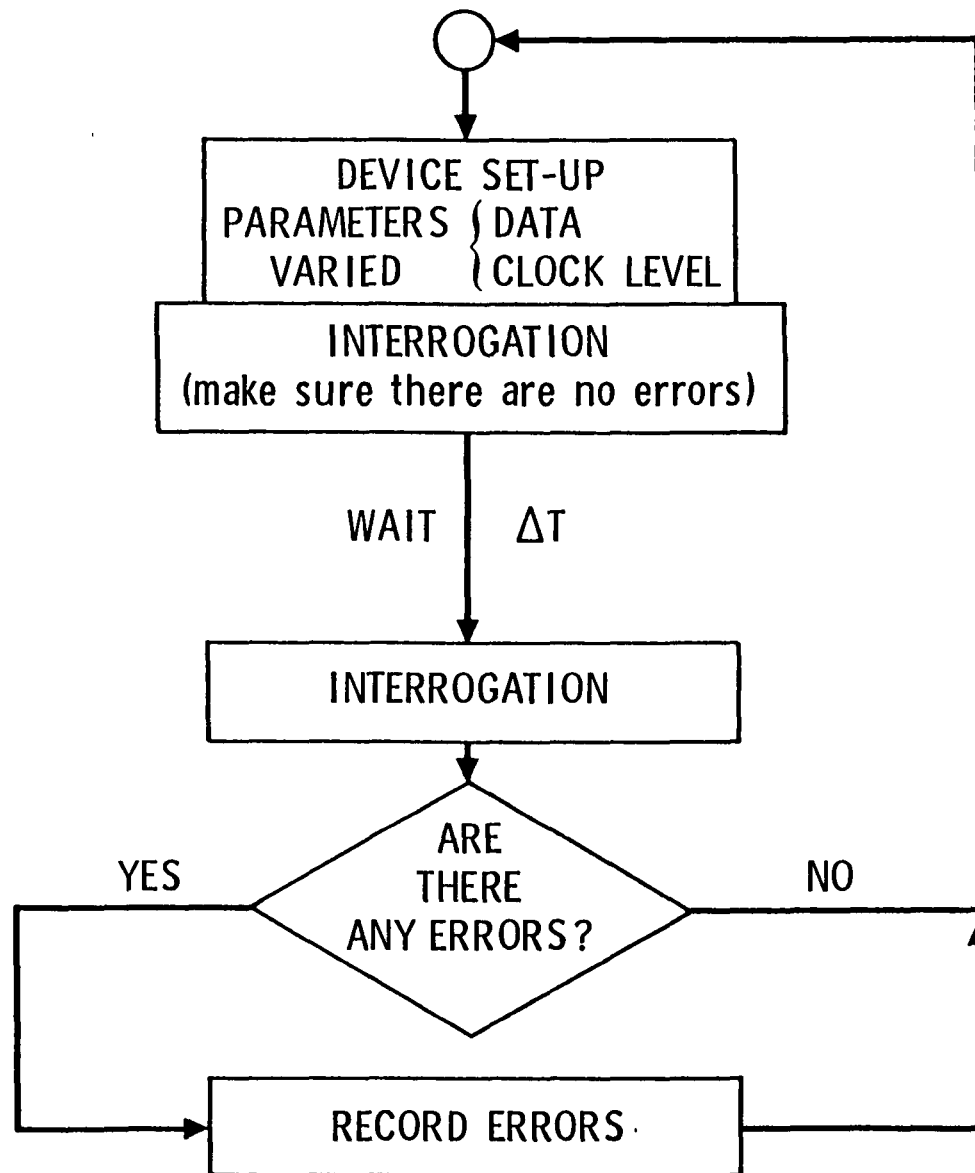 DEVICE SET-UP
PARAMETERS { DATA
VARIED CLOCK LEVEL
INTERROGATION
(make sure there are no errors)
WAIT ΔT
INTERROGATION
ARE
THERE
ANY ERRORS?
YES
NO
RECORD ERRORS